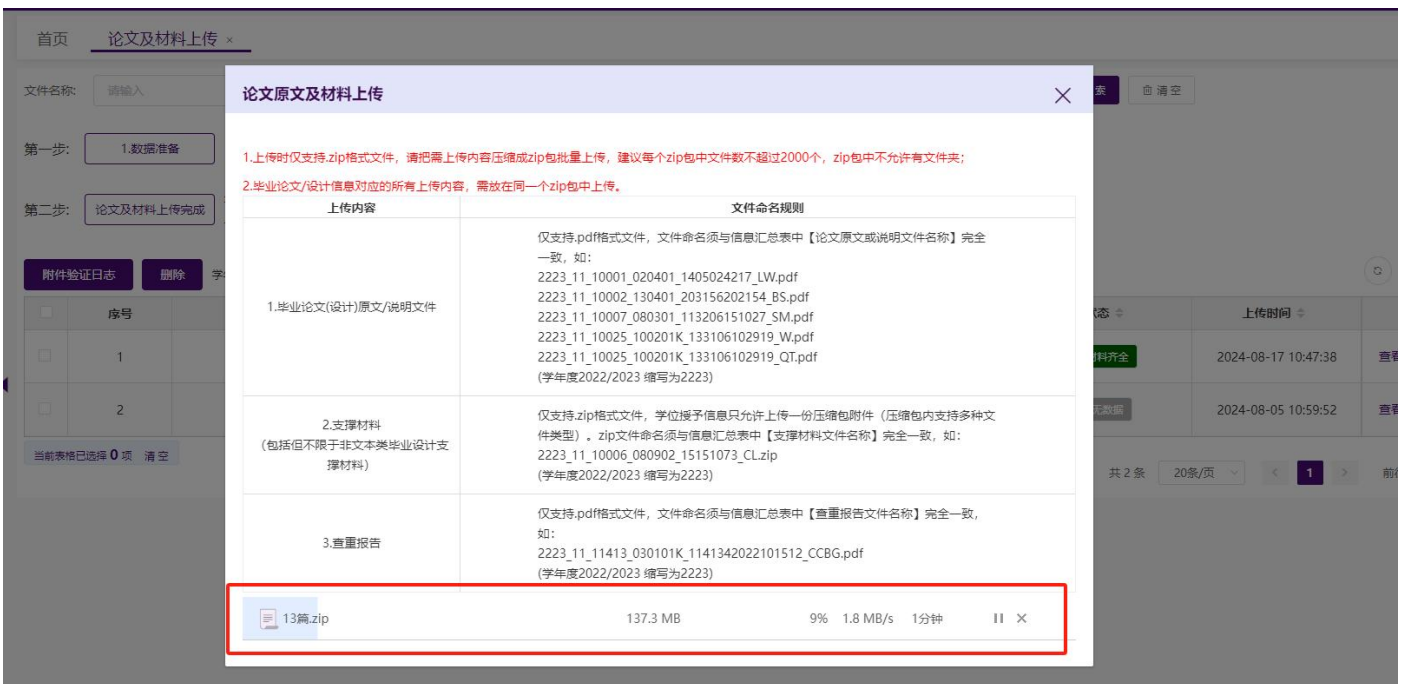 首页 论文及材料上传 ×
文件名称: 请输入 索 清空
第一步: 1.数据准备
第二步: 论文及材料上传完成
附件验证日志 删除 学
序号 状态 上传时间
1 材料齐全 2024-08-17 10:47:38 查看
2 无数据 2024-08-05 10:59:52 查看
当前表格已选择 0 项 清空
共 2 条 20条/页 < 1 > 前往
论文原文及材料上传
1.上传时仅支持.zip格式文件，请把需上传内容压缩成zip包批量上传，建议每个zip包中文件数不超过2000个，zip包中不允许有文件夹；
2.毕业论文/设计信息对应的所有上传内容，需放在同一个zip包中上传。
上传内容 文件命名规则
1.毕业论文(设计)原文/说明文件
仅支持.pdf格式文件，文件命名须与信息汇总表中【论文原文或说明文件名称】完全
一致，如：
2223_11_10001_020401_1405024217_LW.pdf
2223_11_10002_130401_203156202154_BS.pdf
2223_11_10007_080301_113206151027_SM.pdf
2223_11_10025_100201K_133106102919_W.pdf
2223_11_10025_100201K_133106102919_QT.pdf
(学年度2022/2023 缩写为2223)
2.支撑材料
(包括但不限于非文本类毕业设计支
撑材料)
仅支持.zip格式文件，学位授予信息只允许上传一份压缩包附件（压缩包内支持多种文
件类型）。zip文件命名须与信息汇总表中【支撑材料文件名称】完全一致，如：
2223_11_10006_080902_15151073_CL.zip
(学年度2022/2023 缩写为2223)
3.查重报告
仅支持.pdf格式文件，文件命名须与信息汇总表中【查重报告文件名称】完全一致，
如：
2223_11_11413_030101K_1141342022101512_CCBG.pdf
(学年度2022/2023 缩写为2223)
13篇.zip 137.3 MB 9% 1.8 MB/s 1分钟